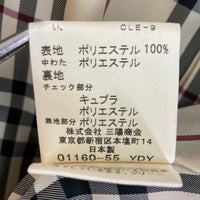 い。 CLE-9
表地 ポリエステル 100%
中わた ポリエステル
裏地
チェック部分
キュプラ
ポリエステル
無地部分 ポリエステル
株式会社 三陽商会
東京都新宿区本塩町14
日本製
01160-55 YDY